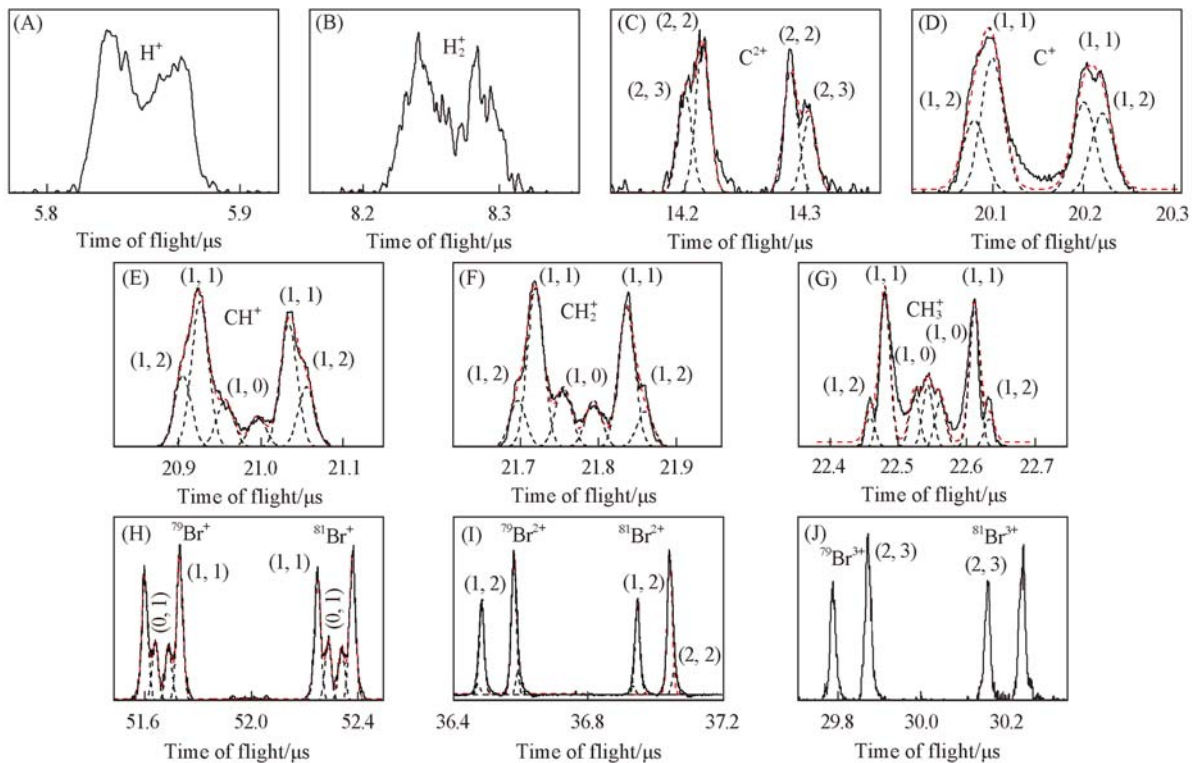 (A)
H⁺
5.8 5.9
Time of flight/μs
(B)
H₂⁺
8.2 8.3
Time of flight/μs
(C)
(2, 2)
C²⁺
(2, 2)
(2, 3)
(2, 3)
14.2 14.3
Time of flight/μs
(D)
(1, 1)
C⁺
(1, 1)
(1, 2)
(1, 2)
20.1 20.2 20.3
Time of flight/μs
(E)
(1, 1)
CH⁺
(1, 1)
(1, 2)
(1, 2)
(1, 0)
20.9 21.0 21.1
Time of flight/μs
(F)
(1, 1)
CH₂⁺
(1, 1)
(1, 2)
(1, 0)
(1, 2)
21.7 21.8 21.9
Time of flight/μs
(G)
(1, 1)
CH₃⁺
(1, 1)
(1, 0)
(1, 0)
(1, 2)
(1, 2)
22.4 22.5 22.6 22.7
Time of flight/μs
(H)
⁷⁹Br⁺
⁸¹Br⁺
(1, 1)
(1, 1)
(0, 1)
(0, 1)
51.6 52.0 52.4
Time of flight/μs
(I)
⁷⁹Br²⁺
⁸¹Br²⁺
(1, 2)
(1, 2)
(2, 2)
36.4 36.8 37.2
Time of flight/μs
(J)
⁷⁹Br³⁺
(2, 3)
⁸¹Br³⁺
(2, 3)
29.8 30.0 30.2
Time of flight/μs